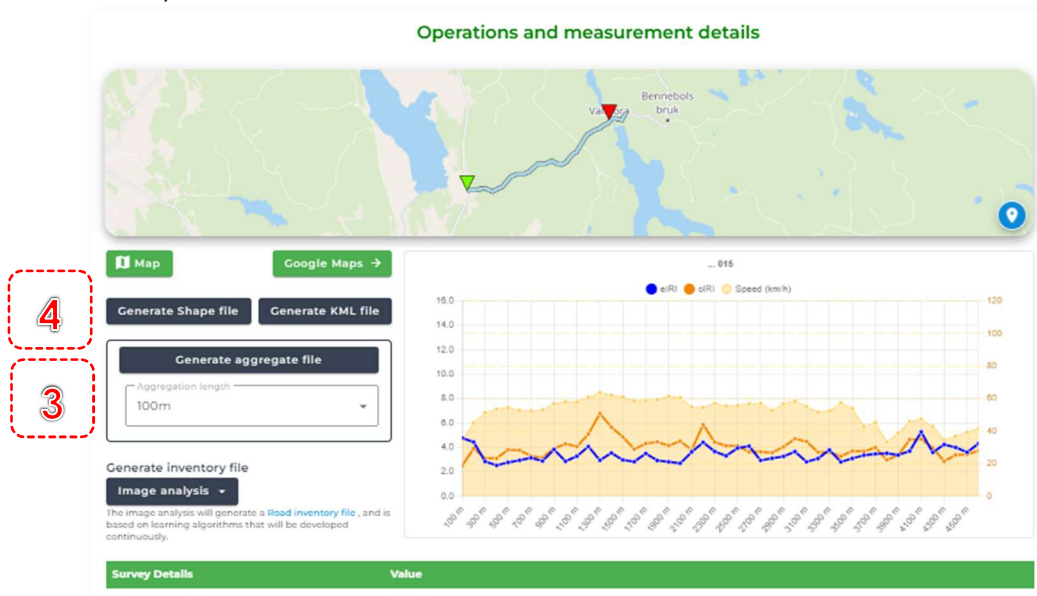 Operations and measurement details
Bennebols
bruk
Map
Google Maps →
... 015
eIRI cIRI Speed (km/h)
4
Generate Shape file Generate KML file
3
Generate aggregate file
Aggregation length
100m
Generate inventory file
Image analysis
The image analysis will generate a Road inventory file , and is
based on learning algorithms that will be developed
continuously.
16.0
14.0
12.0
10.0
8.0
6.0
4.0
2.0
0.0
120
100
80
60
40
20
0
100 m
300 m
500 m
700 m
900 m
1100 m
1300 m
1500 m
1700 m
1900 m
2100 m
2300 m
2500 m
2700 m
2900 m
3100 m
3300 m
3500 m
3700 m
3900 m
4100 m
4300 m
4500 m
Survey Details Value